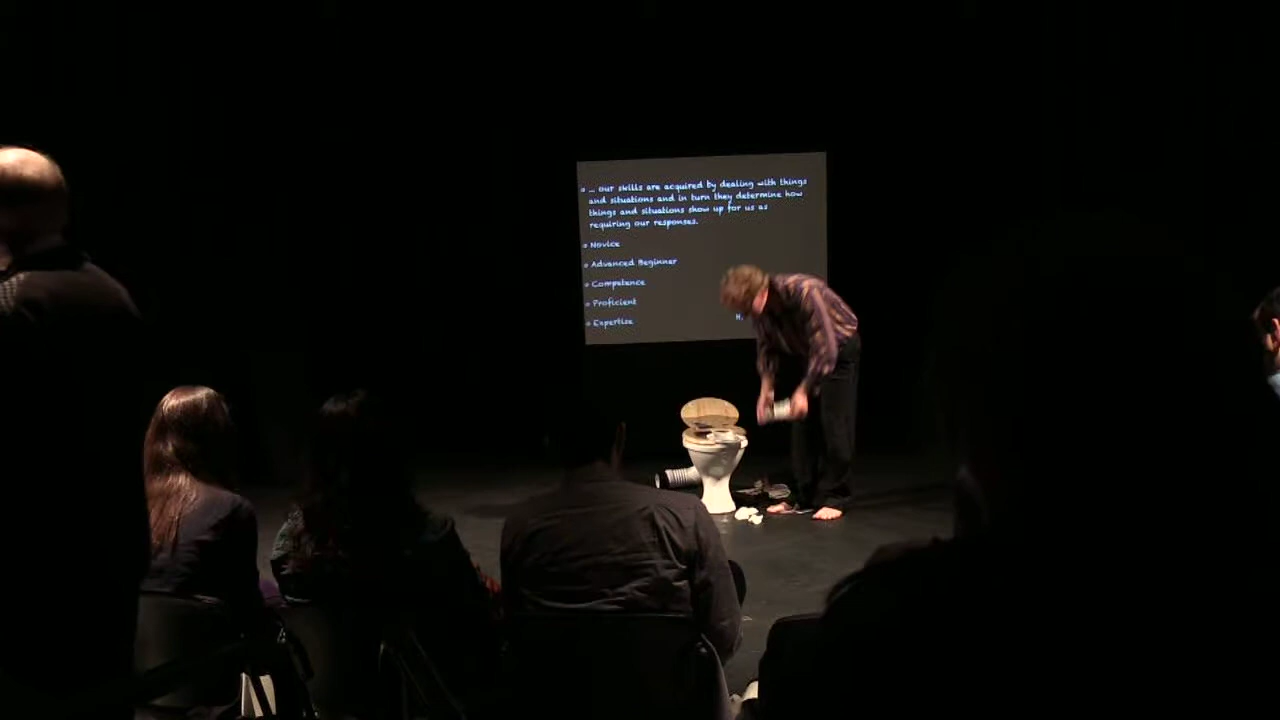 ... our skills are acquired by dealing with things
and situations and in turn they determine how
things and situations show up for us as
requiring our responses.
Novice
Advanced Beginner
Competence
Proficient
Expertise H.